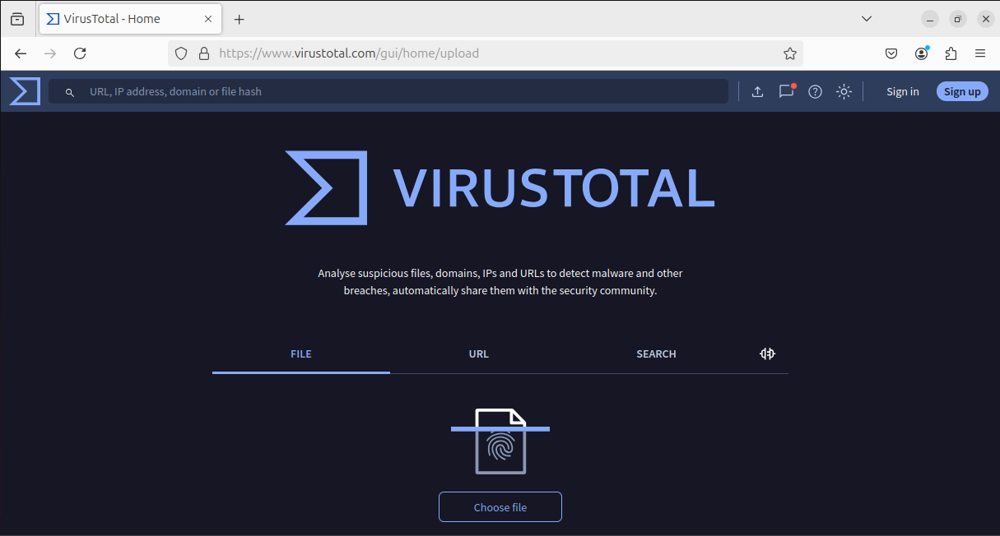 VirusTotal - Home
https://www.virustotal.com/gui/home/upload
URL, IP address, domain or file hash
Sign in
Sign up
VIRUSTOTAL
Analyse suspicious files, domains, IPs and URLs to detect malware and other
breaches, automatically share them with the security community.
FILE
URL
SEARCH
Choose file